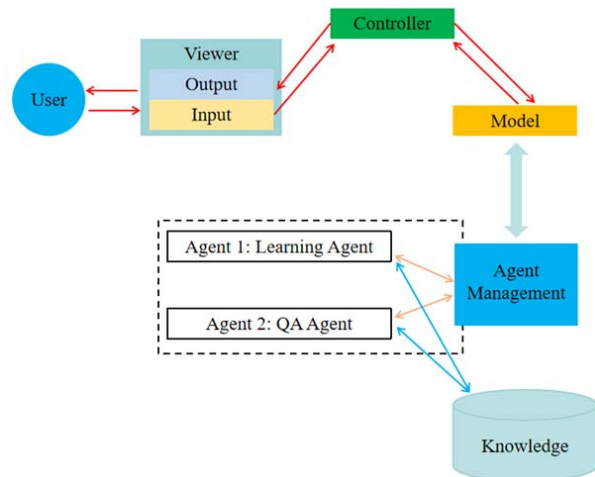 Controller
Viewer
Output
Input
User
Model
Agent 1: Learning Agent
Agent 2: QA Agent
Agent
Management
Knowledge